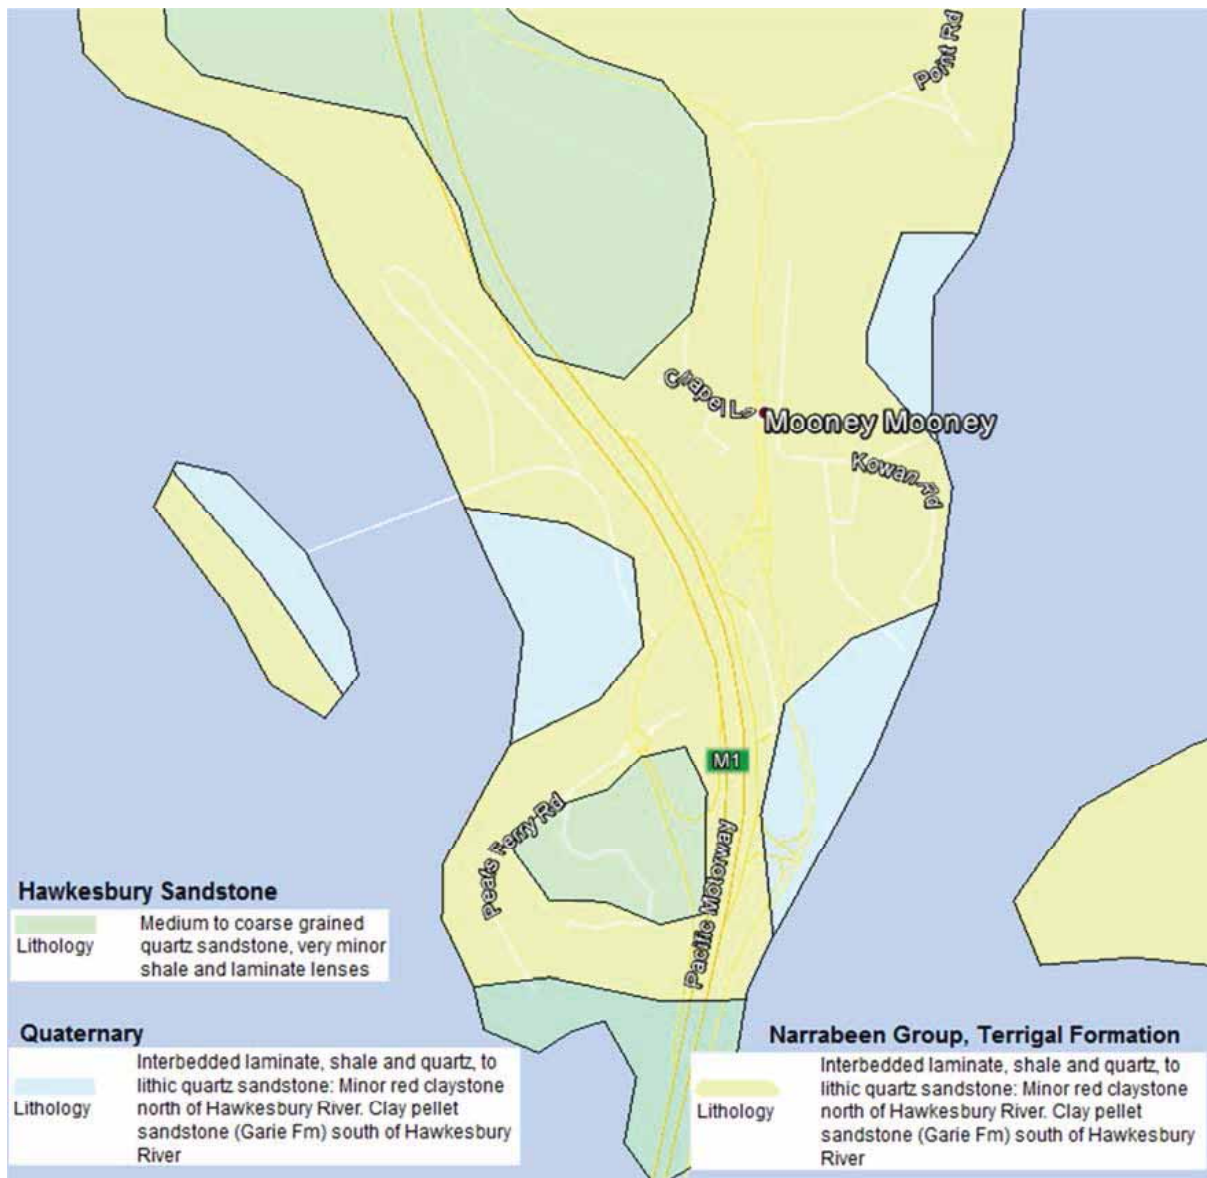 Point Rd
Chapel La
Mooney Mooney
Kowan Rd
M1
Peats Ferry Rd
Pacific Motorway
Hawkesbury Sandstone
Lithology
Medium to coarse grained
quartz sandstone, very minor
shale and laminate lenses
Quaternary
Lithology
Interbedded laminate, shale and quartz, to
lithic quartz sandstone: Minor red claystone
north of Hawkesbury River. Clay pellet
sandstone (Garie Fm) south of Hawkesbury
River
Narrabeen Group, Terrigal Formation
Lithology
Interbedded laminate, shale and quartz, to
lithic quartz sandstone: Minor red claystone
north of Hawkesbury River. Clay pellet
sandstone (Garie Fm) south of Hawkesbury
River